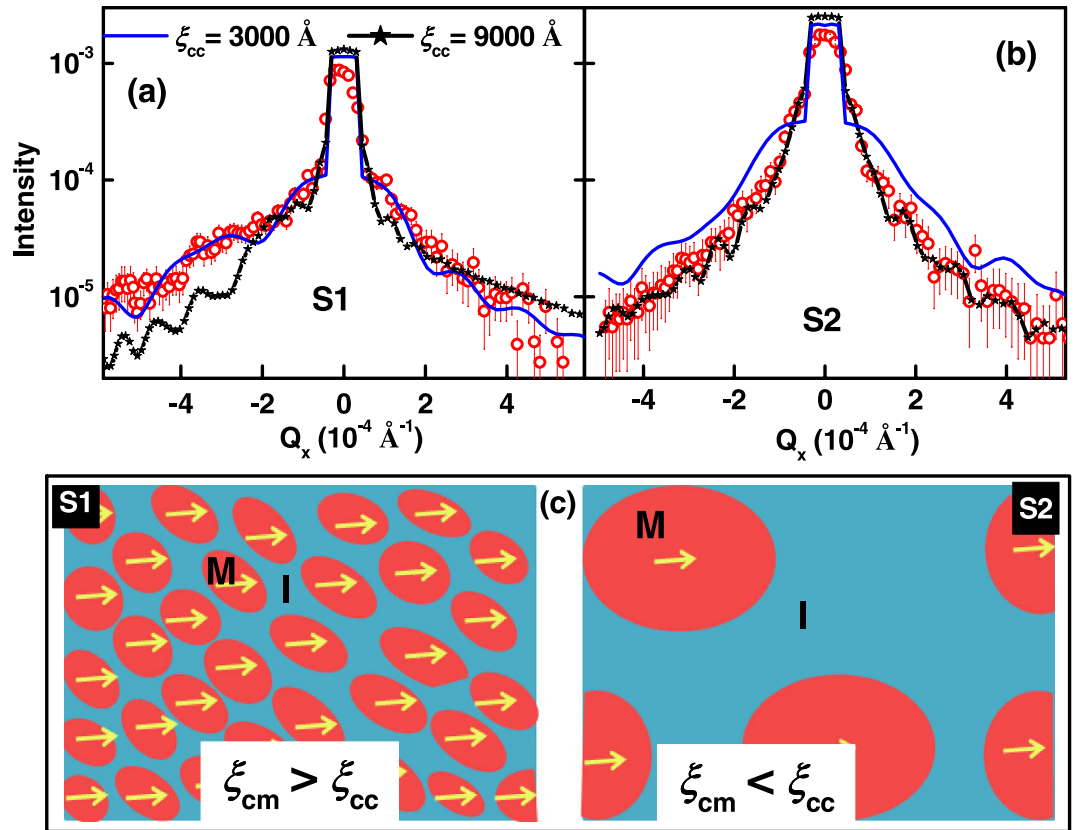 ξcc = 3000 Å ξcc = 9000 Å
(a) (b)
10⁻³
10⁻⁴
10⁻⁵
Intensity
S1 S2
-4 -2 0 2 4 -4 -2 0 2 4
Qx (10⁻⁴ Å⁻¹) Qx (10⁻⁴ Å⁻¹)
S1 (c) S2
M I M I
ξcm > ξcc ξcm < ξcc